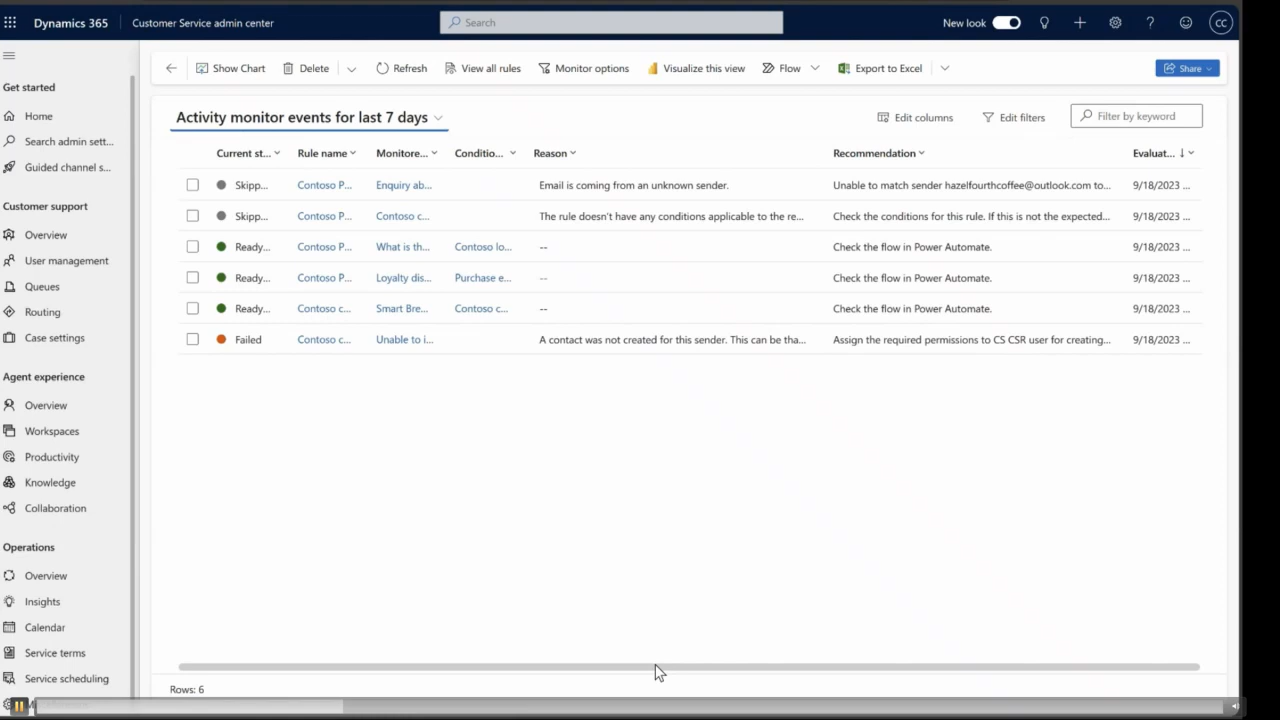 Dynamics 365 Customer Service admin center Search New look CC
Show Chart Delete Refresh View all rules Monitor options Visualize this view Flow Export to Excel Share
Get started
Home
Search admin sett...
Guided channel s...
Customer support
Overview
User management
Queues
Routing
Case settings
Agent experience
Overview
Workspaces
Productivity
Knowledge
Collaboration
Operations
Overview
Insights
Calendar
Service terms
Service scheduling
Activity monitor events for last 7 days Edit columns Edit filters Filter by keyword
Current st... Rule name Monitore... Conditio... Reason Recommendation Evaluat...
Skipp... Contoso P... Enquiry ab... Email is coming from an unknown sender. Unable to match sender hazelfourthcoffee@outlook.com to... 9/18/2023 ...
Skipp... Contoso P... Contoso c... The rule doesn't have any conditions applicable to the re... Check the conditions for this rule. If this is not the expected... 9/18/2023 ...
Ready... Contoso P... What is th... Contoso lo... -- Check the flow in Power Automate. 9/18/2023 ...
Ready... Contoso P... Loyalty dis... Purchase e... -- Check the flow in Power Automate. 9/18/2023 ...
Ready... Contoso c... Smart Bre... Contoso c... -- Check the flow in Power Automate. 9/18/2023 ...
Failed Contoso c... Unable to i... A contact was not created for this sender. This can be tha... Assign the required permissions to CS CSR user for creating... 9/18/2023 ...
Rows: 6